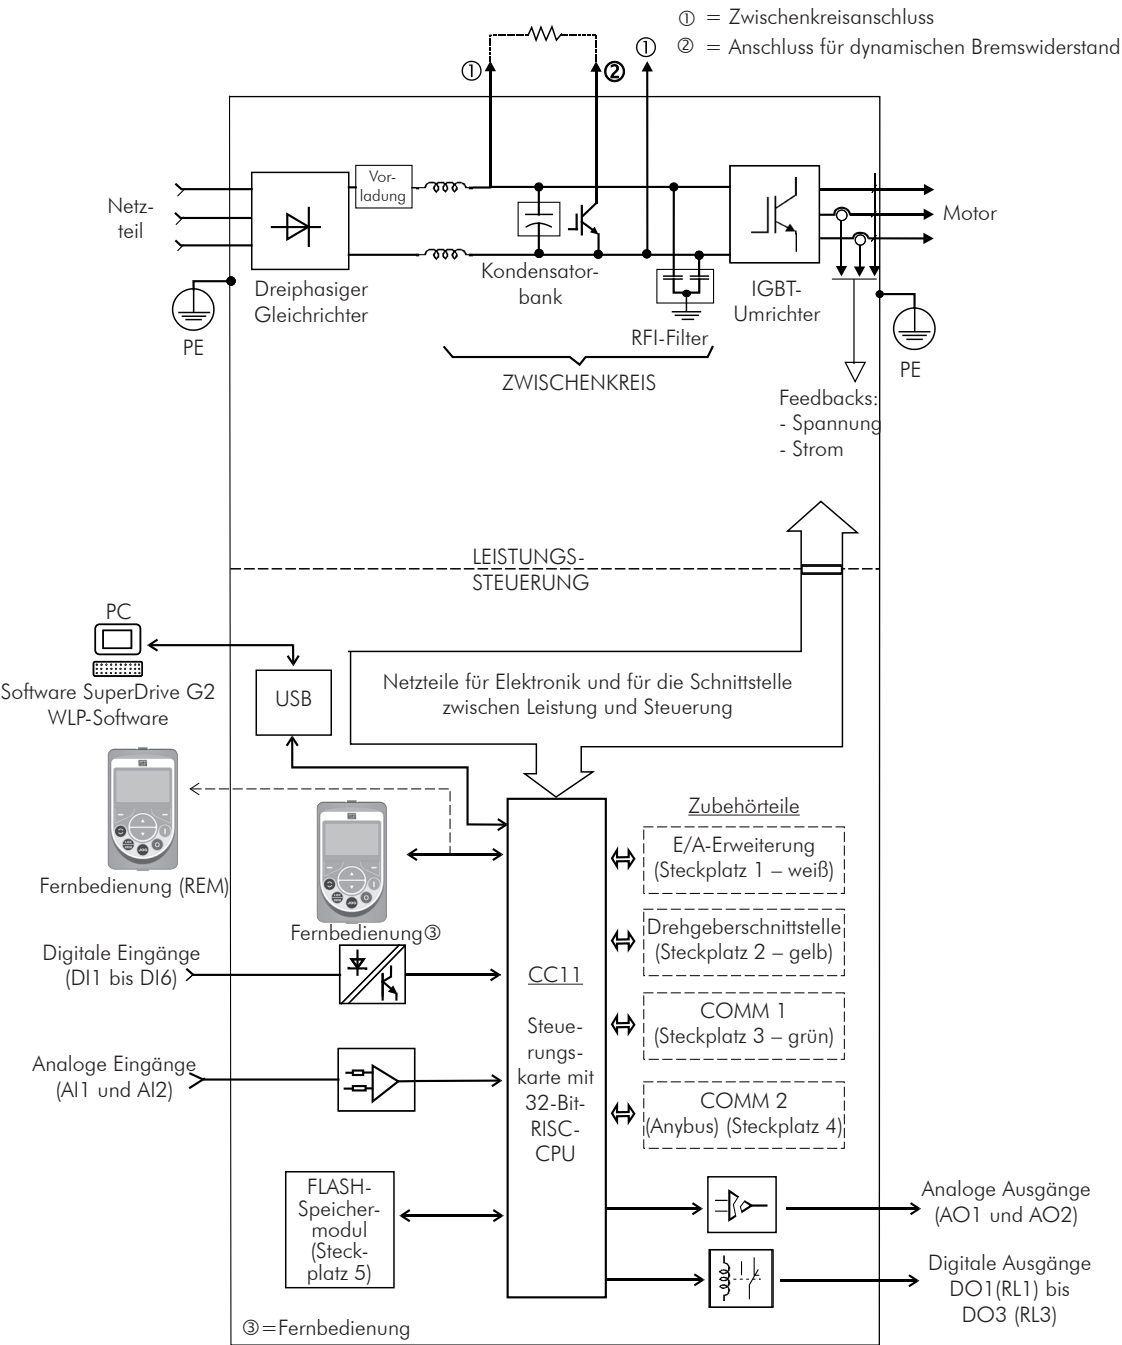 ① = Zwischenkreisanschluss
② = Anschluss für dynamischen Bremswiderstand
①
②
①
Vor-
ladung
Netz-
teil
Motor
Dreiphasiger
Gleichrichter
Kondensator-
bank
IGBT-
Umrichter
RFI-Filter
PE
PE
ZWISCHENKREIS
Feedbacks:
- Spannung
- Strom
LEISTUNGS-
STEUERUNG
PC
Software SuperDrive G2
WLP-Software
USB
Netzteile für Elektronik und für die Schnittstelle
zwischen Leistung und Steuerung
Fernbedienung (REM)
Fernbedienung③
Zubehörteile
E/A-Erweiterung
(Steckplatz 1 – weiß)
Drehgeberschnittstelle
(Steckplatz 2 – gelb)
COMM 1
(Steckplatz 3 – grün)
COMM 2
(Anybus) (Steckplatz 4)
Digitale Eingänge
(DI1 bis DI6)
Analoge Eingänge
(AI1 und AI2)
CC11
Steue-
rungs-
karte mit
32-Bit-
RISC-
CPU
FLASH-
Speicher-
modul
(Steck-
platz 5)
Analoge Ausgänge
(AO1 und AO2)
Digitale Ausgänge
DO1(RL1) bis
DO3 (RL3)
③=Fernbedienung